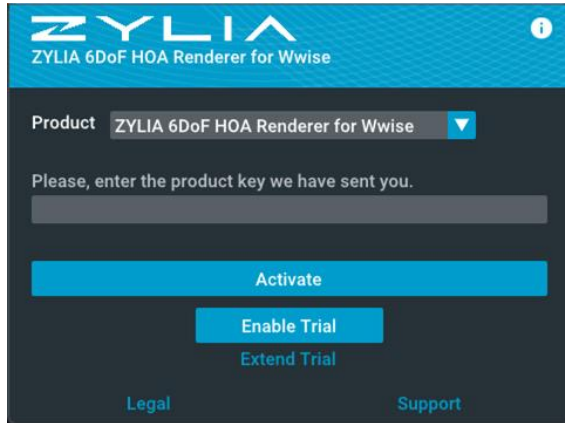 ZYLIA
ZYLIA 6DoF HOA Renderer for Wwise
Product ZYLIA 6DoF HOA Renderer for Wwise
Please, enter the product key we have sent you.
Activate
Enable Trial
Extend Trial
Legal Support